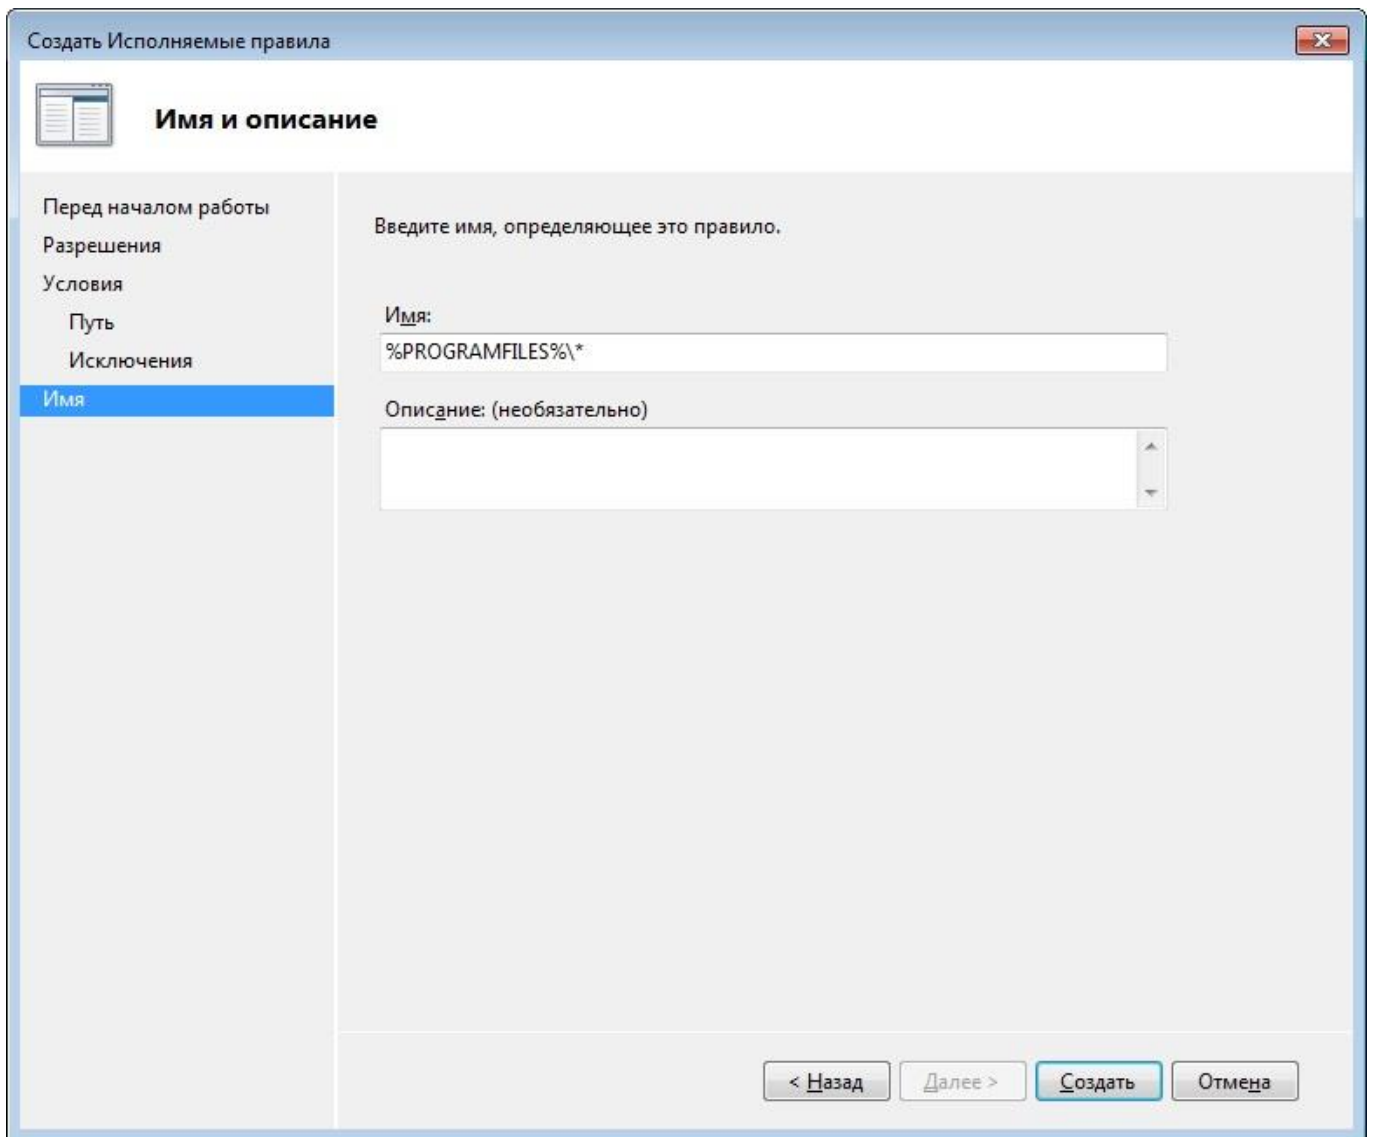 Создать Исполняемые правила
Имя и описание
Перед началом работы
Разрешения
Условия
Путь
Исключения
Имя
Введите имя, определяющее это правило.
Имя:
%PROGRAMFILES%\*
Описание: (необязательно)
< Назад
Далее >
Создать
Отмена